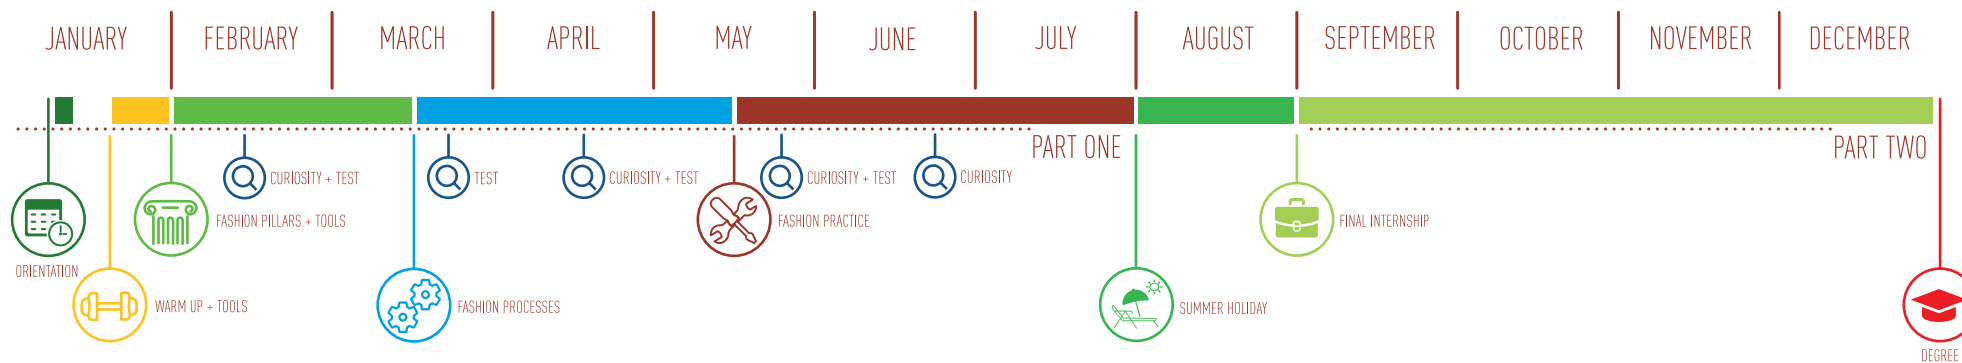 JANUARY
FEBRUARY
MARCH
APRIL
MAY
JUNE
JULY
AUGUST
SEPTEMBER
OCTOBER
NOVEMBER
DECEMBER
PART ONE
PART TWO
CURIOSITY + TEST
TEST
CURIOSITY + TEST
CURIOSITY + TEST
CURIOSITY
FASHION PILLARS + TOOLS
FASHION PRACTICE
FINAL INTERNSHIP
ORIENTATION
WARM UP + TOOLS
FASHION PROCESSES
SUMMER HOLIDAY
DEGREE